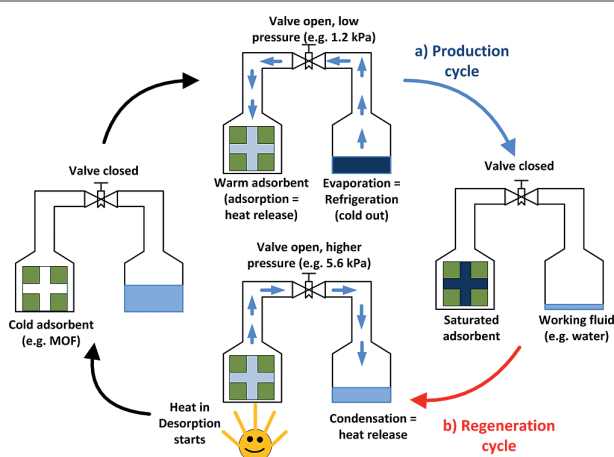 Valve open, low
pressure (e.g. 1.2 kPa)
a) Production
cycle
Valve closed
Valve closed
Warm adsorbent
(adsorption =
heat release)
Evaporation =
Refrigeration
(cold out)
Valve open, higher
pressure (e.g. 5.6 kPa)
Cold adsorbent
(e.g. MOF)
Saturated
adsorbent
Working fluid
(e.g. water)
Heat in
Desorption
starts
Condensation =
heat release
b) Regeneration
cycle